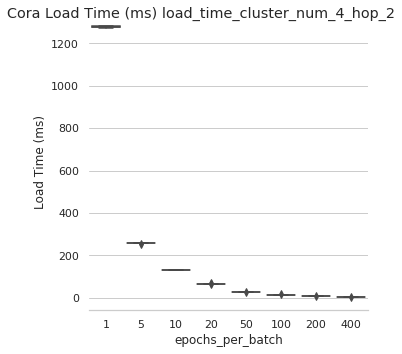 Cora Load Time (ms) load_time_cluster_num_4_hop_2
1200
1000
800
600
400
200
0
Load Time (ms)
1 5 10 20 50 100 200 400
epochs_per_batch